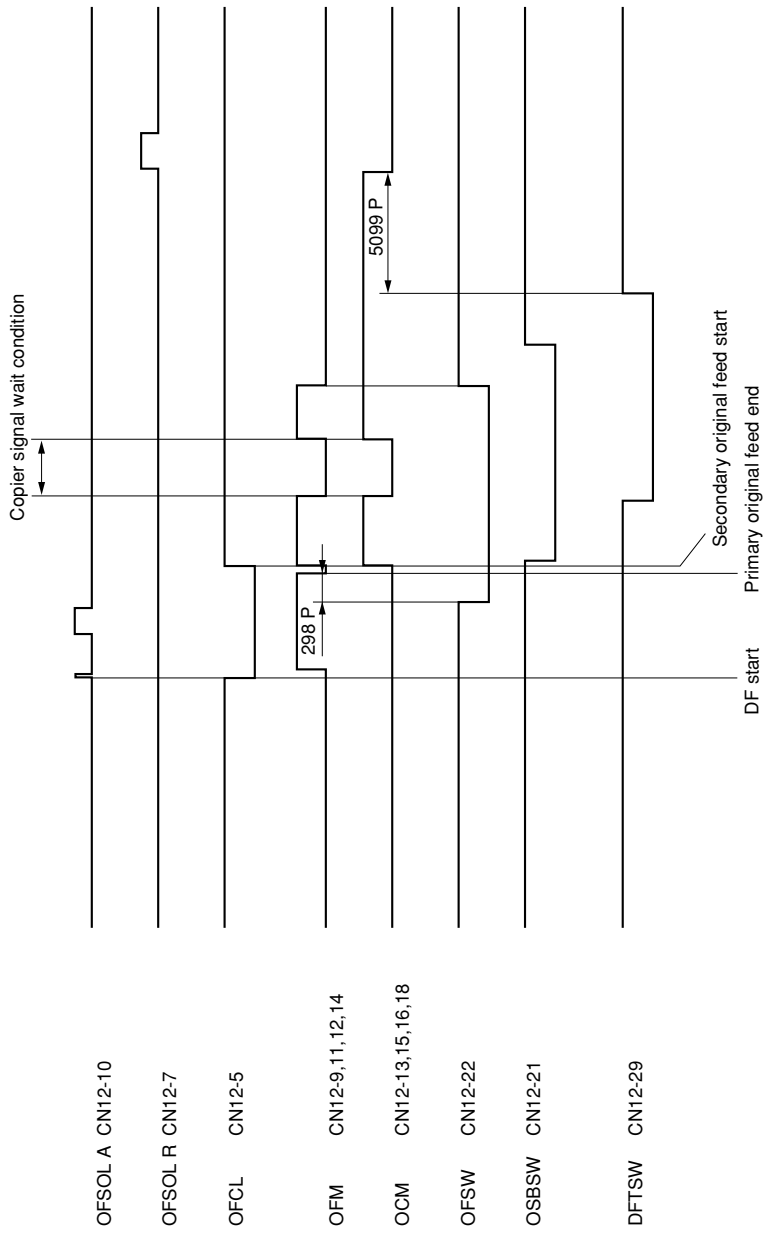 Copier signal wait condition
OFSOL A CN12-10
OFSOL R CN12-7
OFCL CN12-5
OFM CN12-9,11,12,14
298 P
OCM CN12-13,15,16,18
5099 P
OFSW CN12-22
OSBSW CN12-21
DFTSW CN12-29
Secondary original feed start
DF start
Primary original feed end